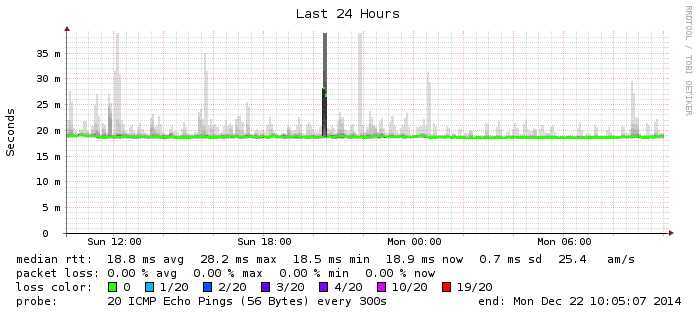 Last 24 Hours
RRDTOOL / TOBI OETIKER
Seconds
35 m
30 m
25 m
20 m
15 m
10 m
5 m
0
Sun 12:00 Sun 18:00 Mon 00:00 Mon 06:00
median rtt: 18.8 ms avg 28.2 ms max 18.5 ms min 18.9 ms now 0.7 ms sd 25.4 am/s
packet loss: 0.00 % avg 0.00 % max 0.00 % min 0.00 % now
loss color: 0 1/20 2/20 3/20 4/20 10/20 19/20
probe: 20 ICMP Echo Pings (56 Bytes) every 300s end: Mon Dec 22 10:05:07 2014